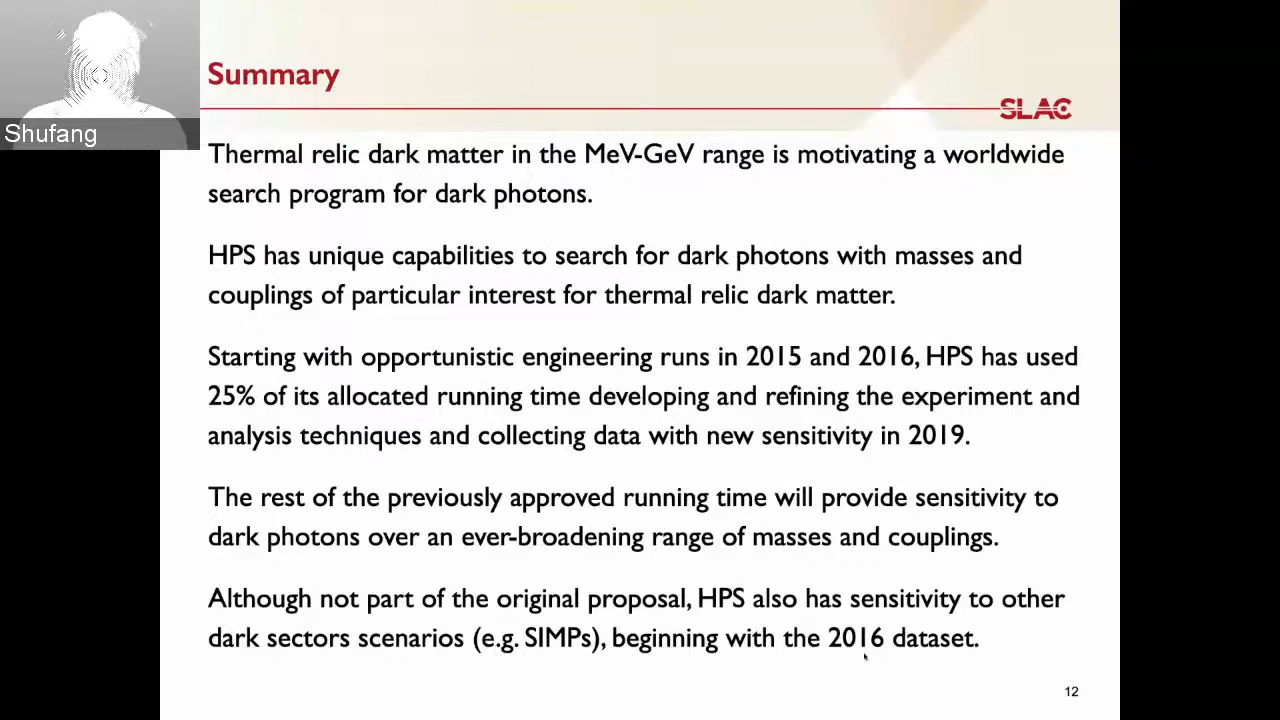 Shufang
Summary
SLAC
Thermal relic dark matter in the MeV-GeV range is motivating a worldwide
search program for dark photons.
HPS has unique capabilities to search for dark photons with masses and
couplings of particular interest for thermal relic dark matter.
Starting with opportunistic engineering runs in 2015 and 2016, HPS has used
25% of its allocated running time developing and refining the experiment and
analysis techniques and collecting data with new sensitivity in 2019.
The rest of the previously approved running time will provide sensitivity to
dark photons over an ever-broadening range of masses and couplings.
Although not part of the original proposal, HPS also has sensitivity to other
dark sectors scenarios (e.g. SIMPs), beginning with the 2016 dataset.
12